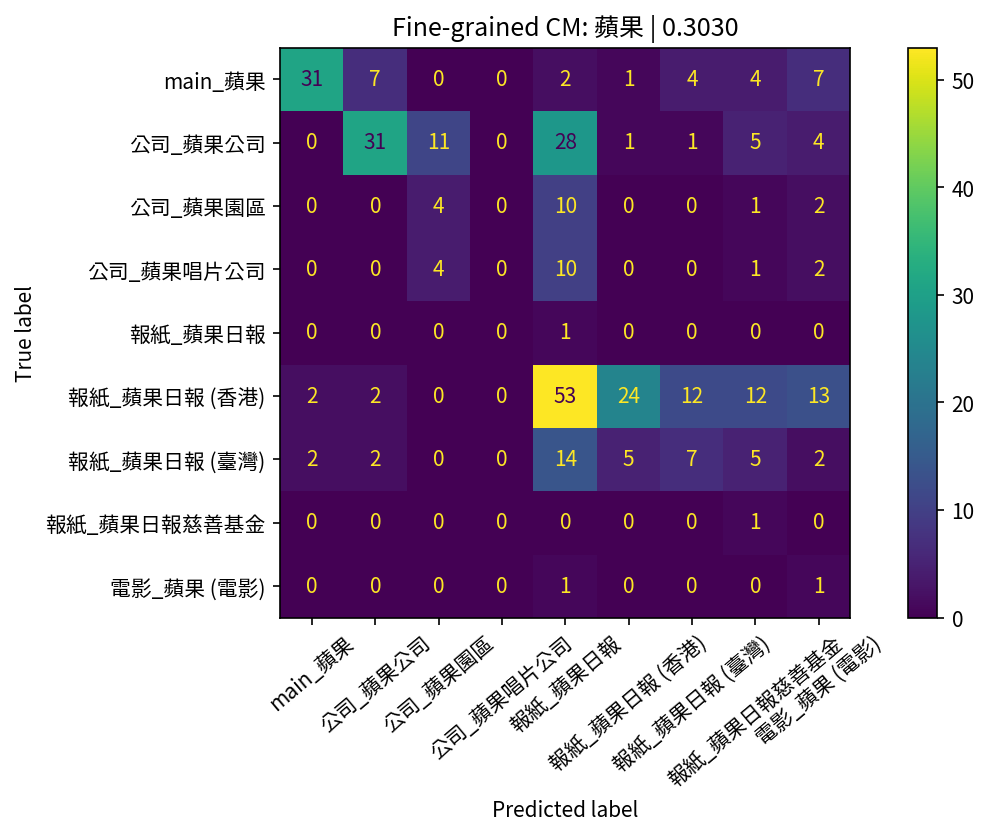 Fine-grained CM: 蘋果 | 0.3030
True label
main_蘋果 31 7 0 0 2 1 4 4 7
公司_蘋果公司 0 31 11 0 28 1 1 5 4
公司_蘋果園區 0 0 4 0 10 0 0 1 2
公司_蘋果唱片公司 0 0 4 0 10 0 0 1 2
報紙_蘋果日報 0 0 0 0 1 0 0 0 0
報紙_蘋果日報 (香港) 2 2 0 0 53 24 12 12 13
報紙_蘋果日報 (臺灣) 2 2 0 0 14 5 7 5 2
報紙_蘋果日報慈善基金 0 0 0 0 0 0 0 1 0
電影_蘋果 (電影) 0 0 0 0 1 0 0 0 1
main_蘋果
公司_蘋果公司
公司_蘋果園區
公司_蘋果唱片公司
報紙_蘋果日報
報紙_蘋果日報 (香港)
報紙_蘋果日報 (臺灣)
報紙_蘋果日報慈善基金
電影_蘋果 (電影)
Predicted label
50
40
30
20
10
0